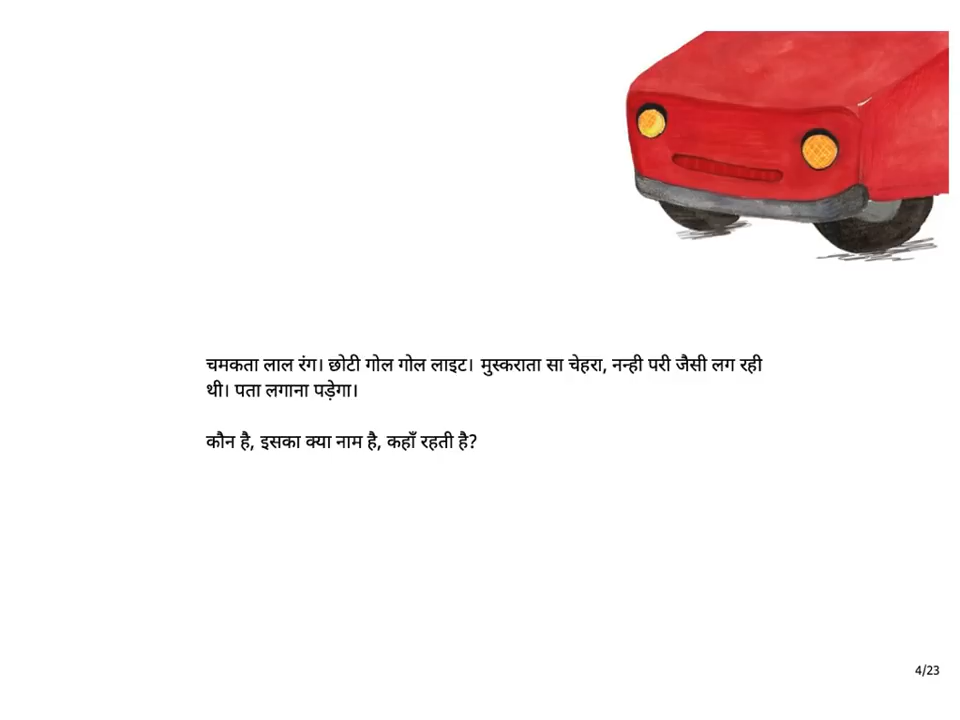 चमकता लाल रंग। छोटी गोल गोल लाइट। मुस्कराता सा चेहरा, नन्ही परी जैसी लग रही
थी। पता लगाना पड़ेगा।
कौन है, इसका क्या नाम है, कहाँ रहती है?
4/23